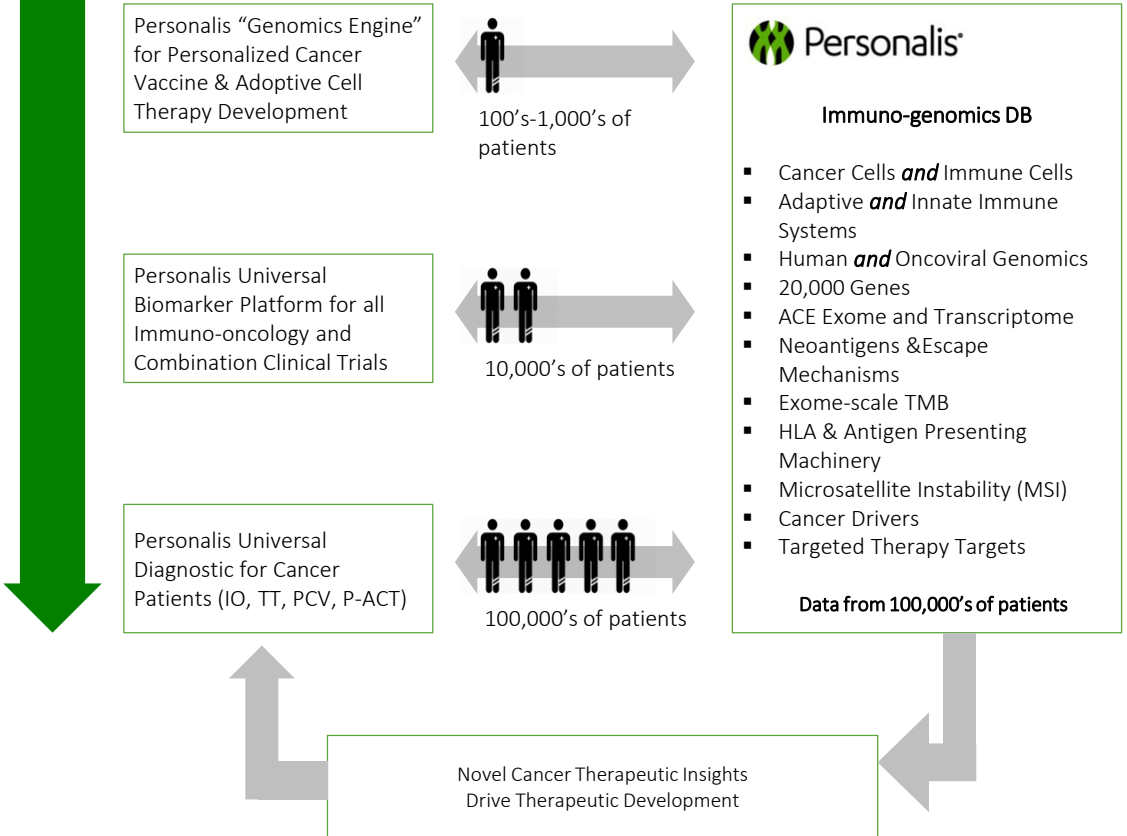 Personalis “Genomics Engine”
for Personalized Cancer
Vaccine & Adoptive Cell
Therapy Development
100’s-1,000’s of
patients
Personalis Universal
Biomarker Platform for all
Immuno-oncology and
Combination Clinical Trials
10,000’s of patients
Personalis Universal
Diagnostic for Cancer
Patients (IO, TT, PCV, P-ACT)
100,000’s of patients
Personalis
Immuno-genomics DB
▪ Cancer Cells and Immune Cells
▪ Adaptive and Innate Immune
Systems
▪ Human and Oncoviral Genomics
▪ 20,000 Genes
▪ ACE Exome and Transcriptome
▪ Neoantigens &Escape
Mechanisms
▪ Exome-scale TMB
▪ HLA & Antigen Presenting
Machinery
▪ Microsatellite Instability (MSI)
▪ Cancer Drivers
▪ Targeted Therapy Targets
Data from 100,000’s of patients
Novel Cancer Therapeutic Insights
Drive Therapeutic Development